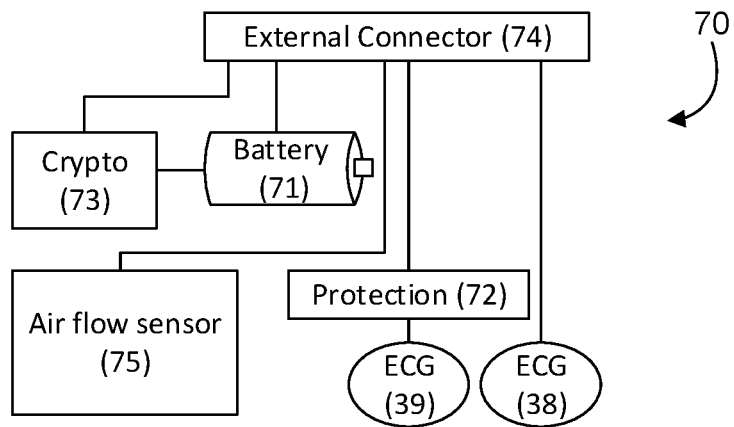 External Connector (74)
70
Crypto
(73)
Battery
(71)
Air flow sensor
(75)
Protection (72)
ECG
(39)
ECG
(38)